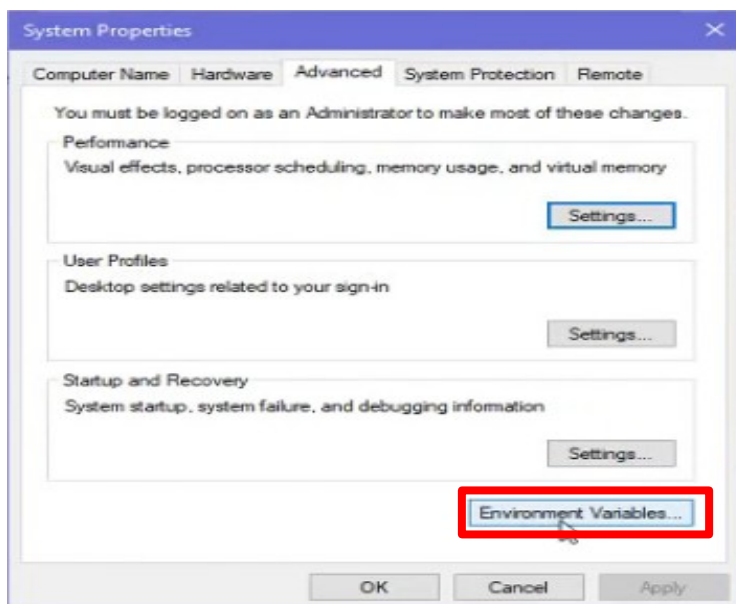 System Properties
Computer Name Hardware Advanced System Protection Remote
You must be logged on as an Administrator to make most of these changes.
Performance
Visual effects, processor scheduling, memory usage, and virtual memory
Settings...
User Profiles
Desktop settings related to your sign-in
Settings...
Startup and Recovery
System startup, system failure, and debugging information
Settings...
Environment Variables...
OK Cancel Apply